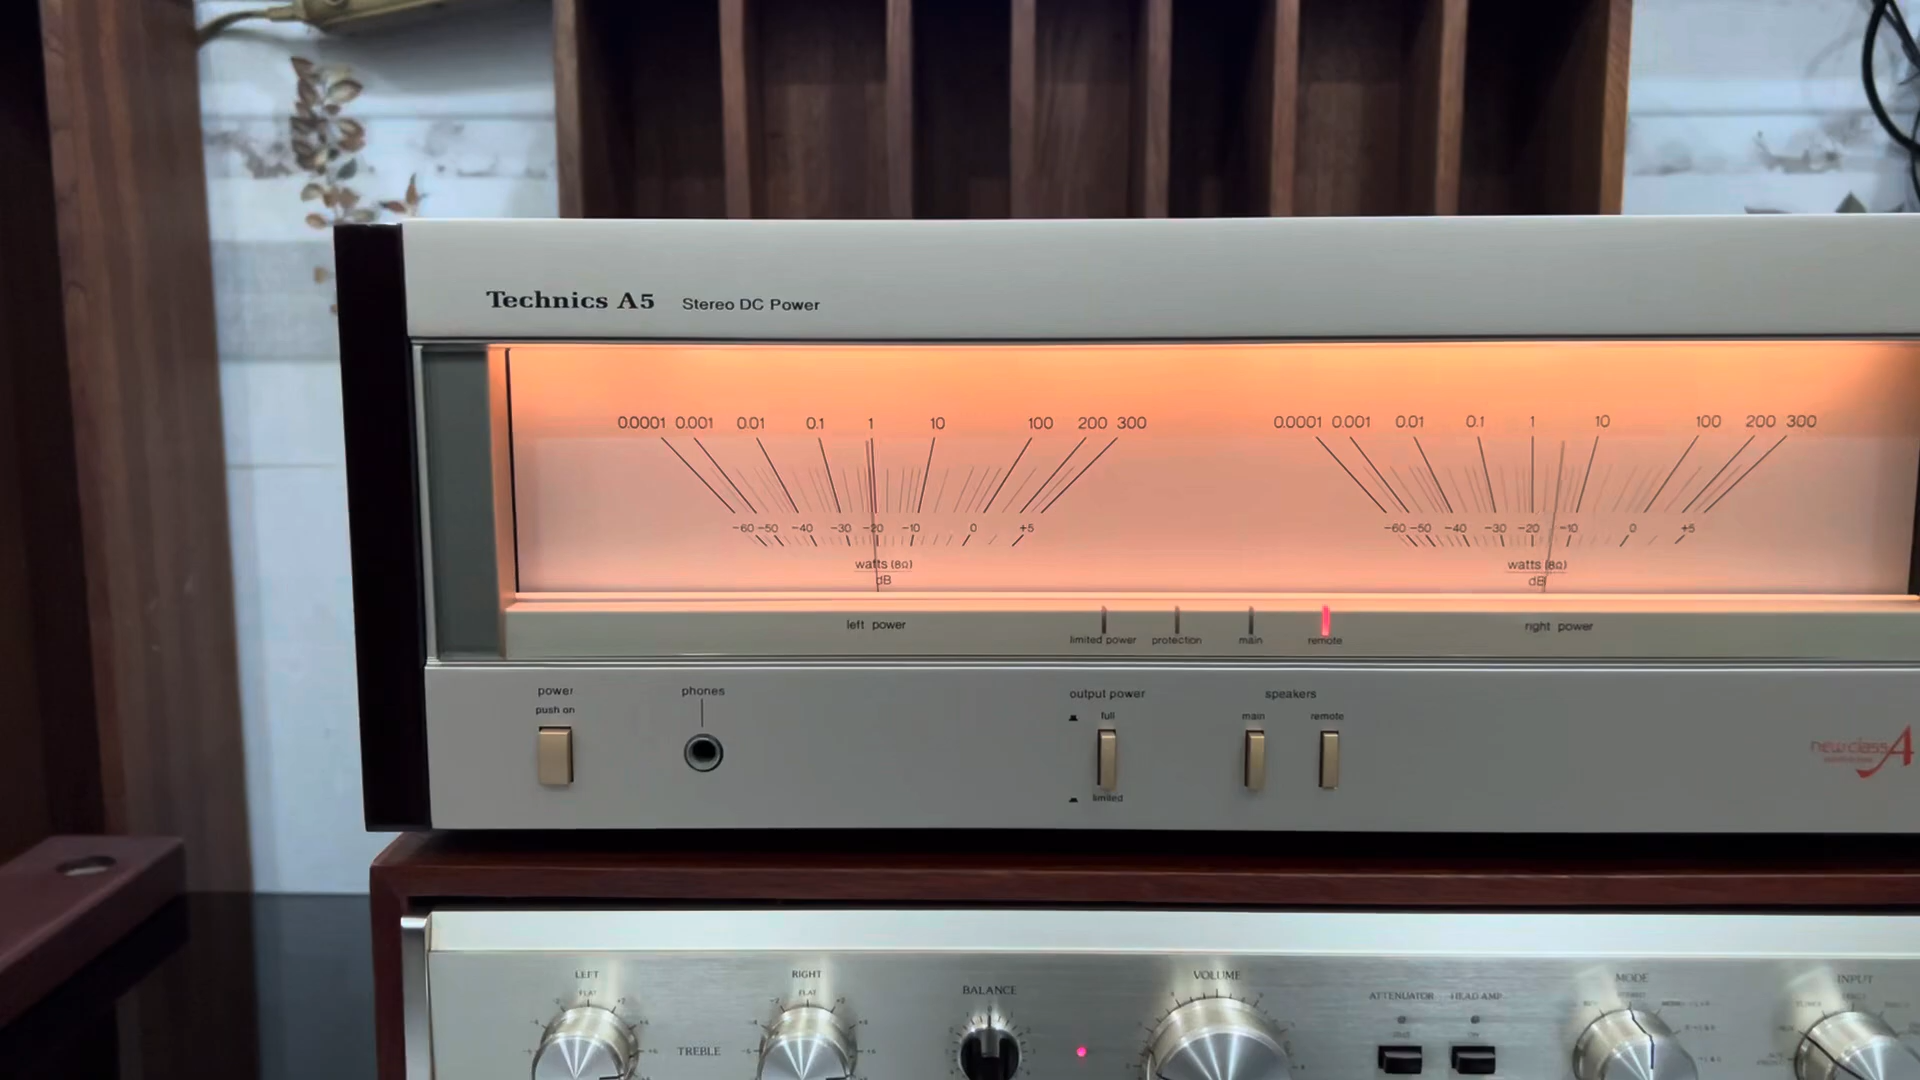 Technics A5 Stereo DC Power
0.0001 0.001 0.01 0.1 1 10 100 200 300
-60 -50 -40 -30 -20 -10 0 +5
watts (8Ω)
dB
0.0001 0.001 0.01 0.1 1 10 100 200 300
-60 -50 -40 -30 -20 -10 0 +5
watts (8Ω)
dB
left power
limited power protection main remote
right power
power
push on
phones
output power
full
limited
speakers
main remote
new class A
LEFT
FLAT
RIGHT
FLAT
TREBLE
BALANCE
VOLUME
ATTENUATOR HEAD AMP
MODE
INPUT